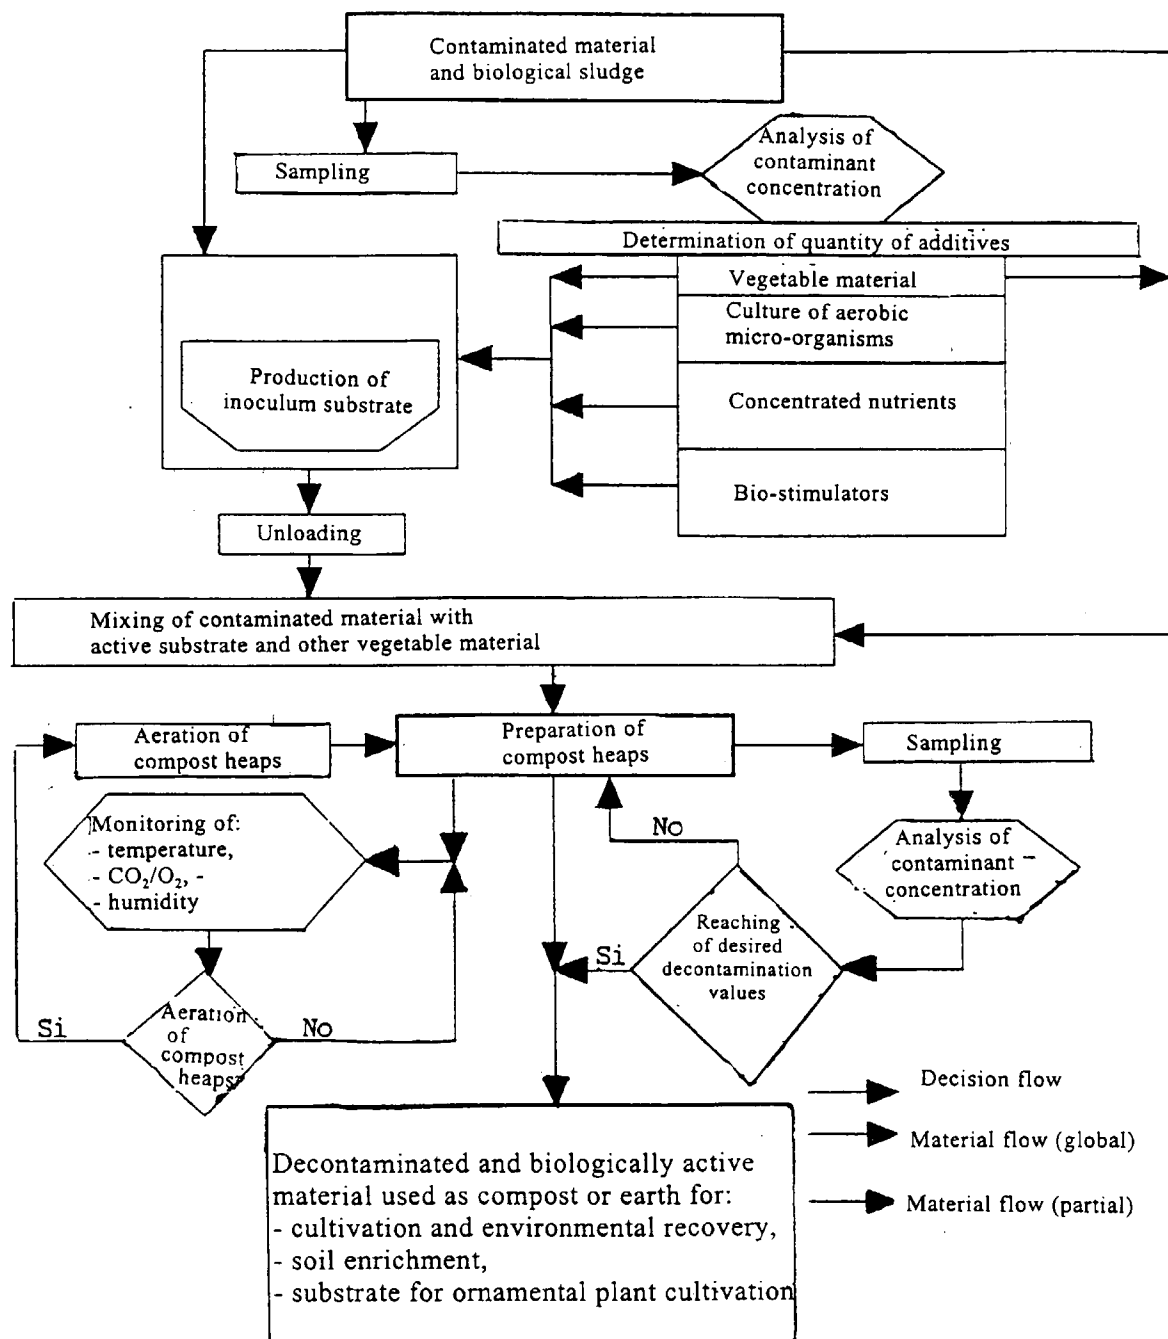 Contaminated material
and biological sludge
Sampling
Analysis of
contaminant
concentration
Determination of quantity of additives
Vegetable material
Culture of aerobic
micro-organisms
Concentrated nutrients
Bio-stimulators
Production of
inoculum substrate
Unloading
Mixing of contaminated material with
active substrate and other vegetable material
Aeration of
compost heaps
Preparation of
compost heaps
Sampling
Monitoring of:
- temperature,
- CO₂/O₂, -
- humidity
No
Analysis of
contaminant
concentration
Reaching
of desired
decontamination
values
Si
Si
Aeration
of
compost
heaps?
No
Decision flow
Material flow (global)
Material flow (partial)
Decontaminated and biologically active
material used as compost or earth for:
- cultivation and environmental recovery,
- soil enrichment,
- substrate for ornamental plant cultivation